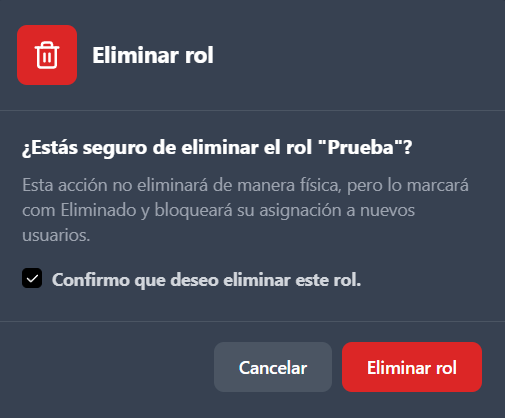 Eliminar rol
¿Estás seguro de eliminar el rol "Prueba"?
Esta acción no eliminará de manera física, pero lo marcará
com Eliminado y bloqueará su asignación a nuevos
usuarios.
Confirmo que deseo eliminar este rol.
Cancelar
Eliminar rol